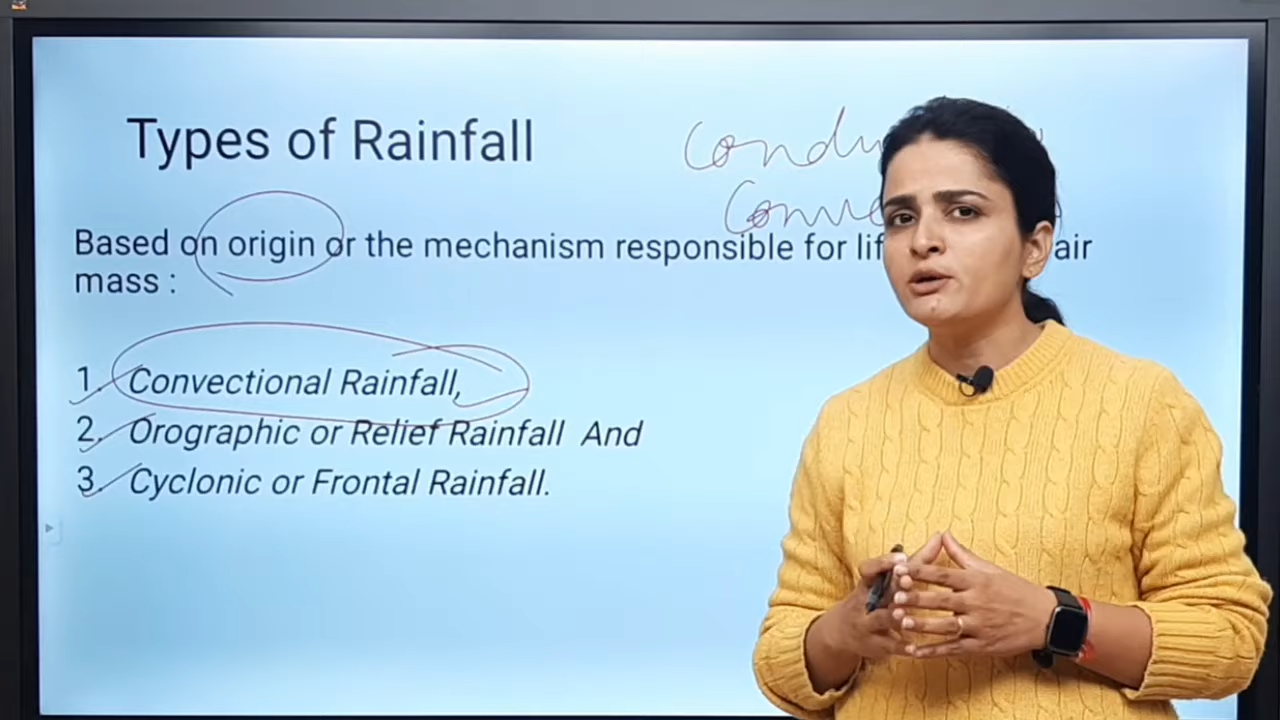 Types of Rainfall
Based on origin or the mechanism responsible for air
mass :
1. Convectional Rainfall,
2. Orographic or Relief Rainfall And
3. Cyclonic or Frontal Rainfall.